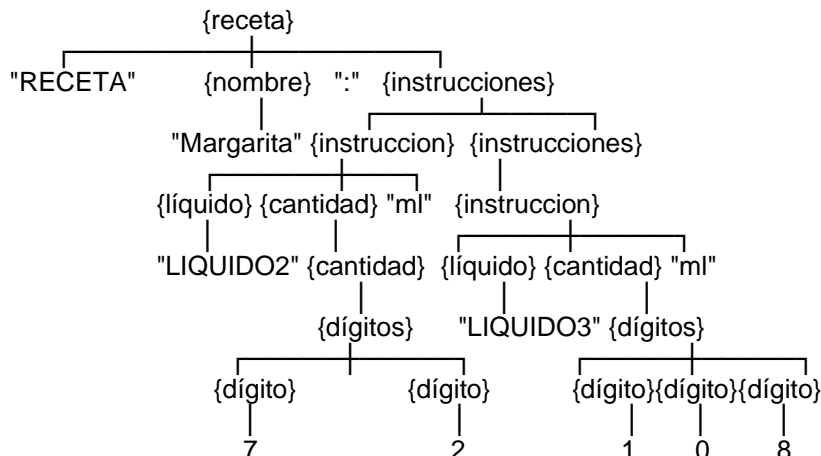 {receta}
"RECETA" {nombre} ":" {instrucciones}
"Margarita" {instruccion} {instrucciones}
{líquido} {cantidad} "ml" {instruccion}
"LIQUIDO2" {cantidad} {líquido} {cantidad} "ml"
{dígitos} "LIQUIDO3" {dígitos}
{dígito} {dígito} {dígito}{dígito}{dígito}
7 2 1 0 8